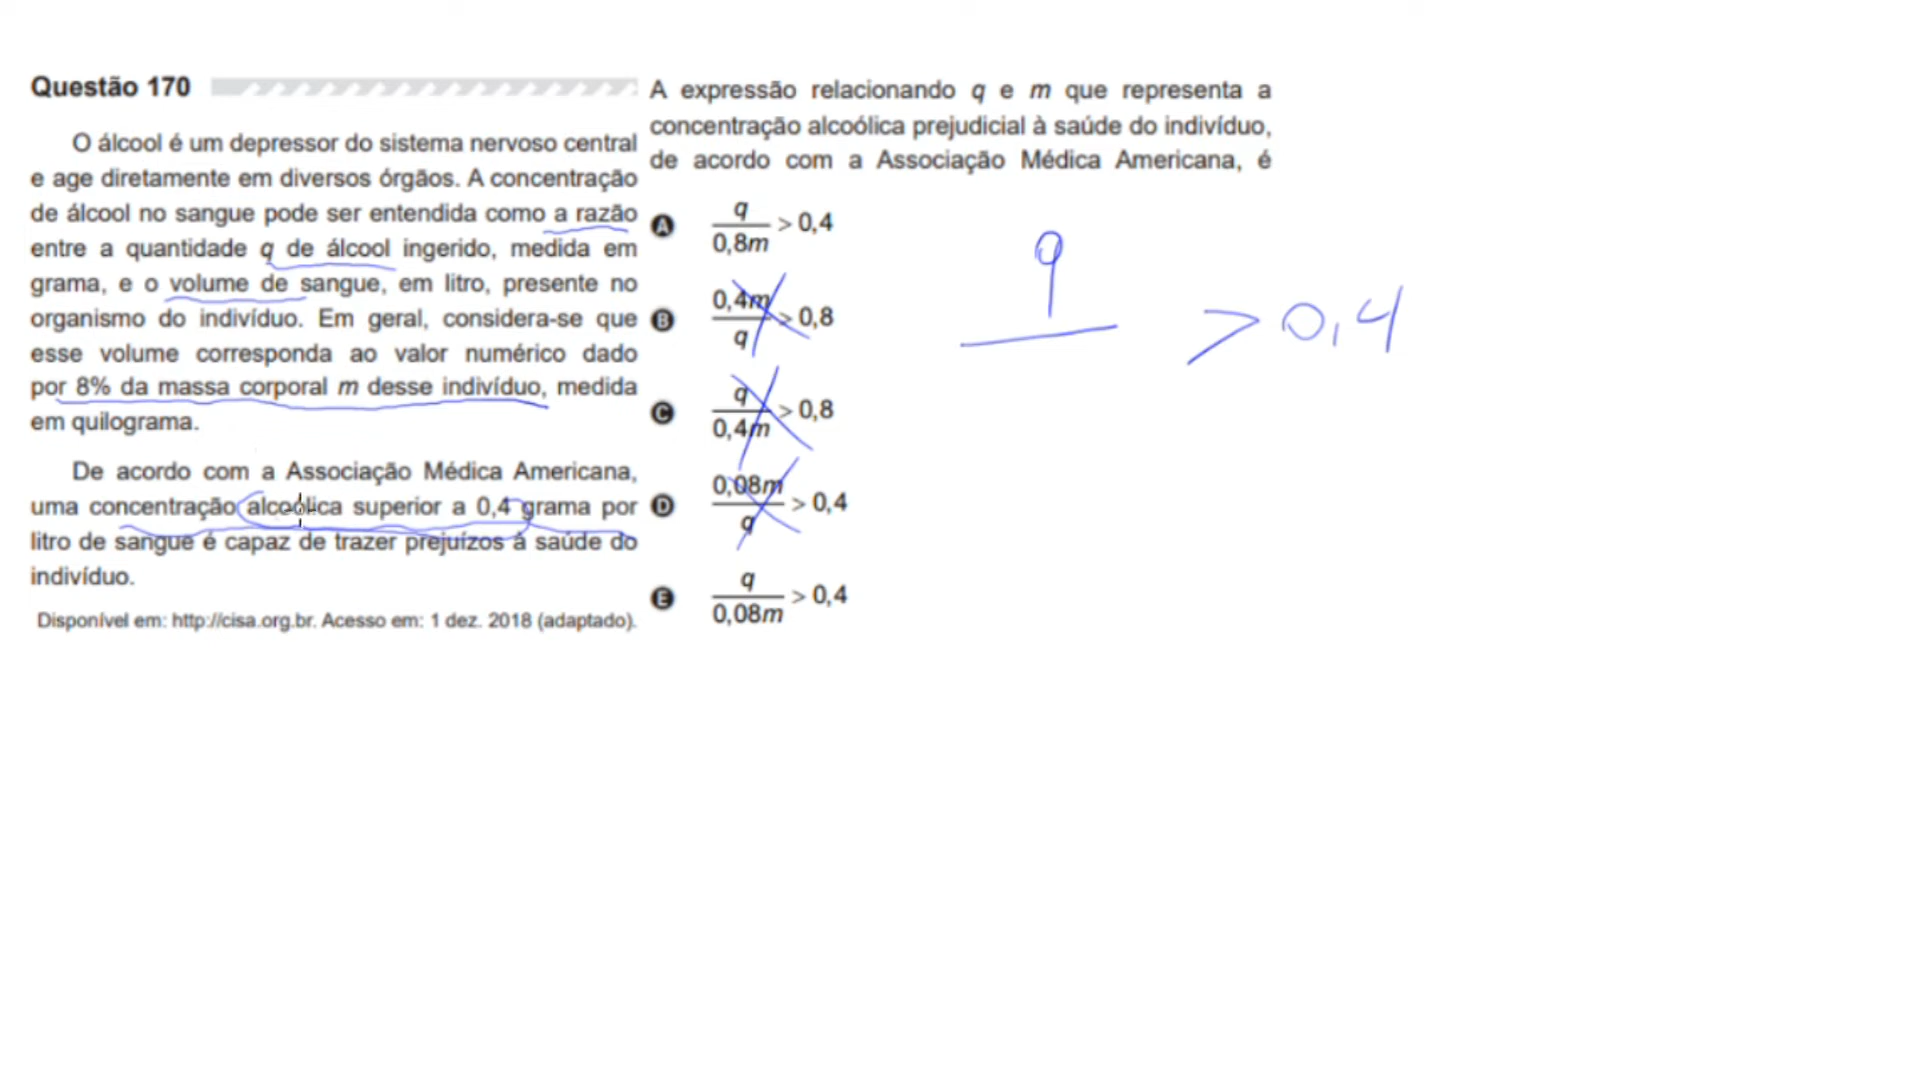 Questão 170
O álcool é um depressor do sistema nervoso central
e age diretamente em diversos órgãos. A concentração
de álcool no sangue pode ser entendida como a razão
entre a quantidade q de álcool ingerido, medida em
grama, e o volume de sangue, em litro, presente no
organismo do indivíduo. Em geral, considera-se que
esse volume corresponda ao valor numérico dado
por 8% da massa corporal m desse indivíduo, medida
em quilograma.
De acordo com a Associação Médica Americana,
uma concentração alcoólica superior a 0,4 grama por
litro de sangue é capaz de trazer prejuízos à saúde do
indivíduo.
Disponível em: http://cisa.org.br. Acesso em: 1 dez. 2018 (adaptado).
A expressão relacionando q e m que representa a
concentração alcoólica prejudicial à saúde do indivíduo,
de acordo com a Associação Médica Americana, é
A q/0,8m > 0,4
B 0,4m/q > 0,8
C q/0,4m > 0,8
D 0,08m/q > 0,4
E q/0,08m > 0,4
q
> 0,4